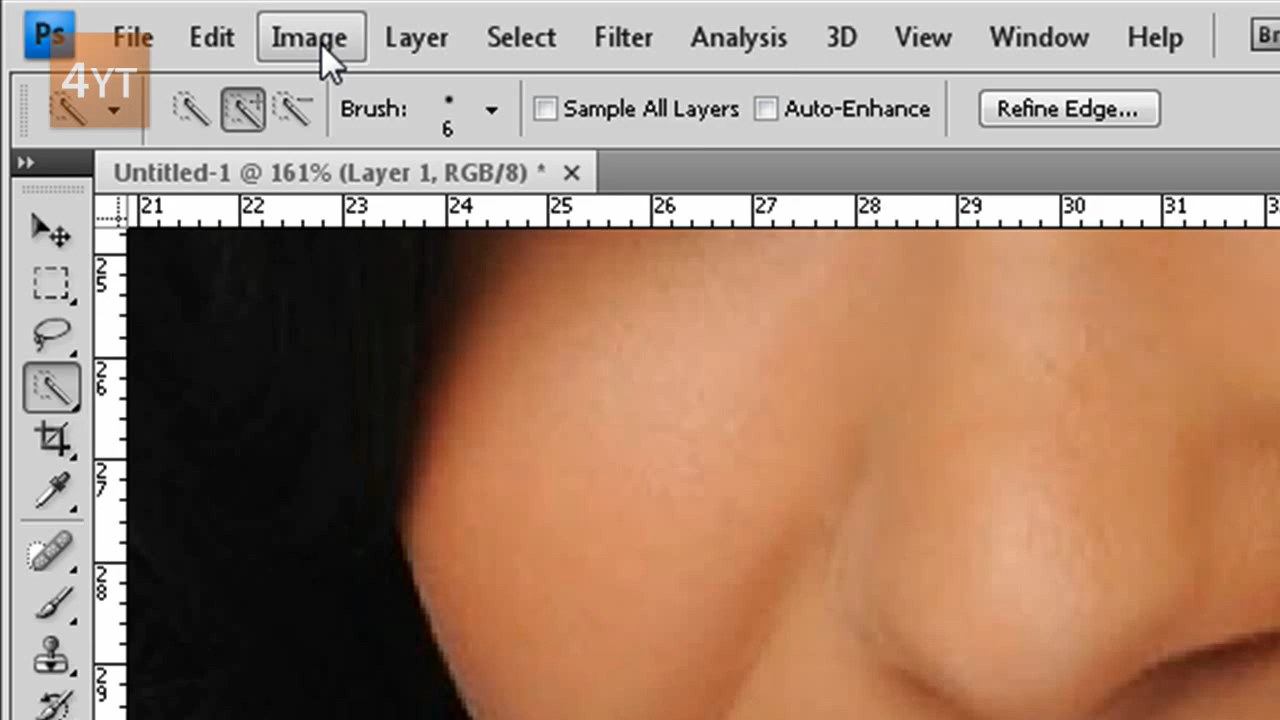 Ps File Edit Image Layer Select Filter Analysis 3D View Window Help Br
4YT
Brush: 6 Sample All Layers Auto-Enhance Refine Edge...
Untitled-1 @ 161% (Layer 1, RGB/8) *
21 22 23 24 25 26 27 28 29 30 31
25
26
27
28
29